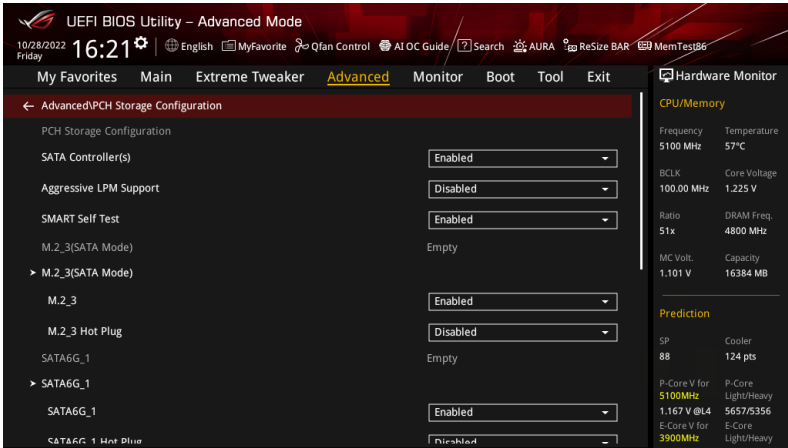 UEFI BIOS Utility – Advanced Mode
10/28/2022 Friday 16:21 English MyFavorite Qfan Control AI OC Guide Search AURA ReSize BAR MemTest86
My Favorites Main Extreme Tweaker Advanced Monitor Boot Tool Exit
← Advanced\PCH Storage Configuration
PCH Storage Configuration
SATA Controller(s) Enabled
Aggressive LPM Support Disabled
SMART Self Test Enabled
M.2_3(SATA Mode) Empty
M.2_3(SATA Mode)
M.2_3 Enabled
M.2_3 Hot Plug Disabled
SATA6G_1 Empty
SATA6G_1
SATA6G_1 Enabled
SATA6G_1 Hot Plug Disabled
Hardware Monitor
CPU/Memory
Frequency Temperature
5100 MHz 57°C
BCLK Core Voltage
100.00 MHz 1.225 V
Ratio DRAM Freq.
51x 4800 MHz
MC Volt. Capacity
1.101 V 16384 MB
Prediction
SP Cooler
88 124 pts
P-Core V for P-Core
5100MHz Light/Heavy
1.167 V @L4 5657/5356
E-Core V for E-Core
3900MHz Light/Heavy